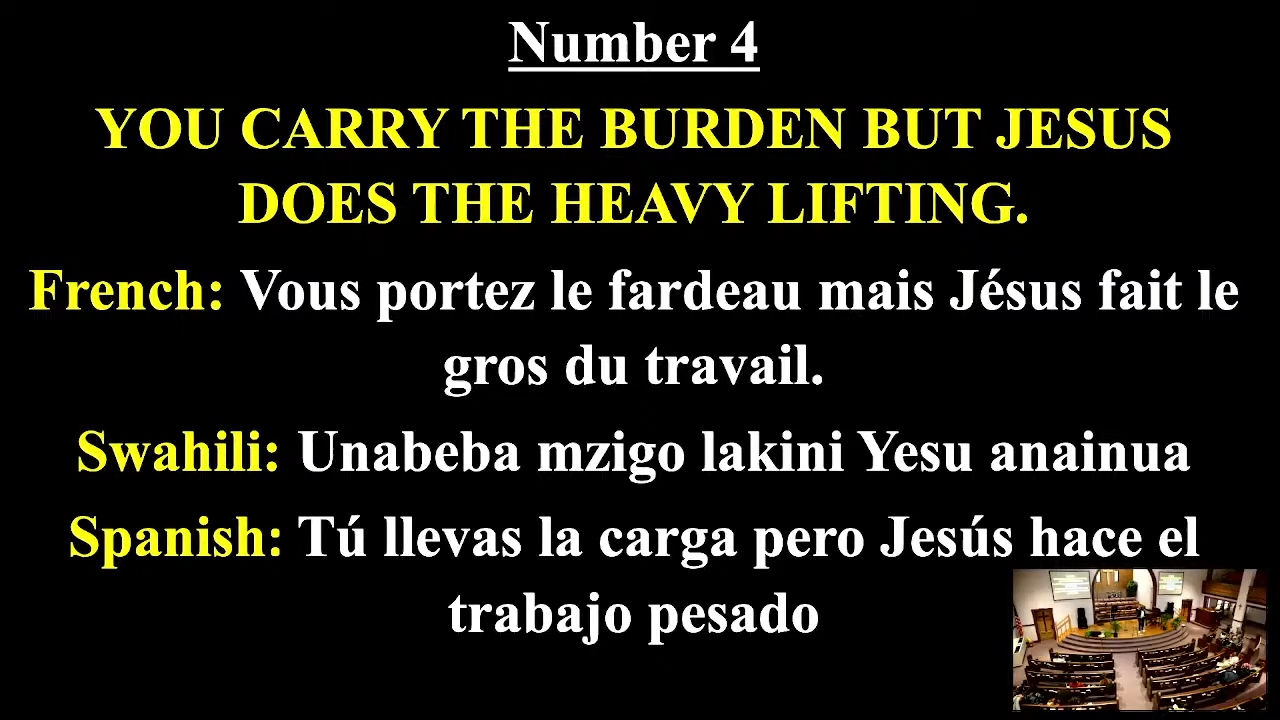 Number 4
YOU CARRY THE BURDEN BUT JESUS
DOES THE HEAVY LIFTING.
French: Vous portez le fardeau mais Jésus fait le
gros du travail.
Swahili: Unabeba mzigo lakini Yesu anainua
Spanish: Tú llevas la carga pero Jesús hace el
trabajo pesado